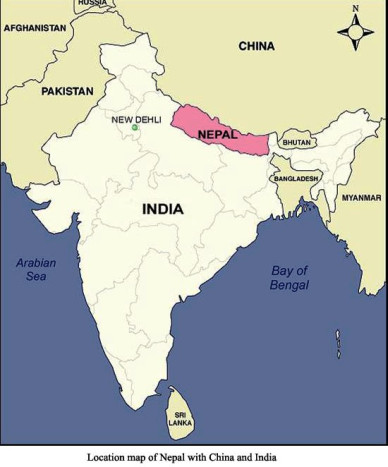 RUSSIA
N
AFGHANISTAN
CHINA
PAKISTAN
NEW DEHLI
NEPAL
BHUTAN
BANGLADESH
MYANMAR
INDIA
Arabian
Sea
Bay of
Bengal
SRI
LANKA
Location map of Nepal with China and India